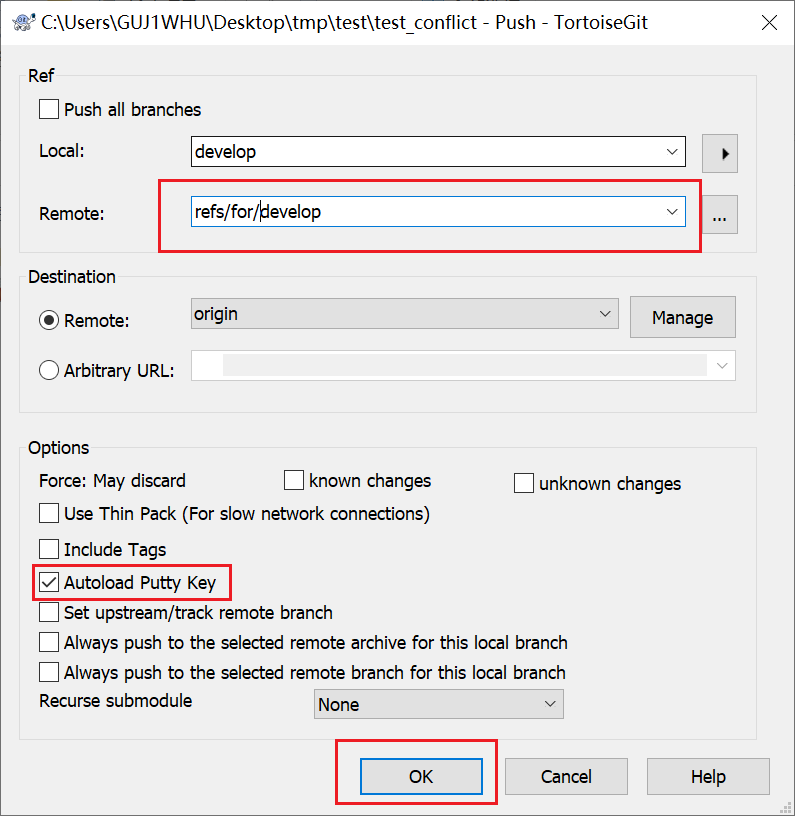 C:\Users\GUJ1WHU\Desktop\tmp\test\test_conflict - Push - TortoiseGit
Ref
Push all branches
Local:
develop
Remote:
refs/for/develop
...
Destination
Remote:
origin
Manage
Arbitrary URL:
Options
Force: May discard
known changes
unknown changes
Use Thin Pack (For slow network connections)
Include Tags
Autoload Putty Key
Set upstream/track remote branch
Always push to the selected remote archive for this local branch
Always push to the selected remote branch for this local branch
Recurse submodule
None
OK
Cancel
Help